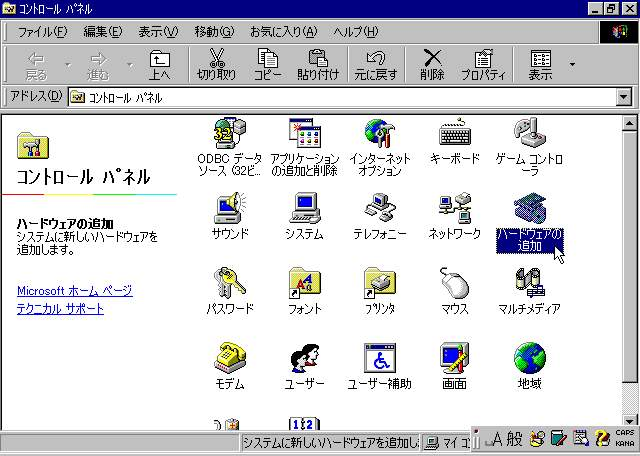 コントロール パネル
ファイル(F) 編集(E) 表示(V) 移動(G) お気に入り(A) ヘルプ(H)
戻る 進む 上へ 切り取り コピー 貼り付け 元に戻す 削除 プロパティ 表示
アドレス(D) コントロール パネル
コントロール パネル
ハードウェアの追加
システムに新しいハードウェアを
追加します。
Microsoft ホーム ページ
テクニカル サポート
32
ODBC データ
ソース (32ビ...
アプリケーション
の追加と削除
インターネット
オプション
キーボード
ゲーム コントロ
ーラ
サウンド
システム
テレフォニー
ネットワーク
ハードウェアの
追加
パスワード
フォント
プリンタ
マウス
マルチメディア
モデム
ユーザー
ユーザー補助
画面
地域
システムに新しいハードウェアを追加し
マイ コ
A 般
CAPS
KANA